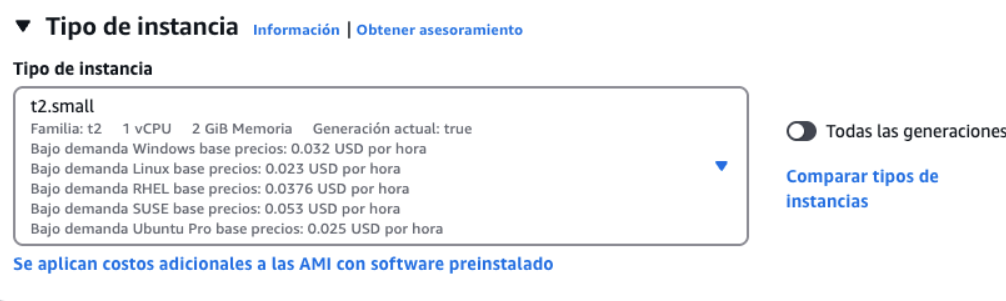 Tipo de instancia Información | Obtener asesoramiento
Tipo de instancia
t2.small
Familia: t2 1 vCPU 2 GiB Memoria Generación actual: true
Bajo demanda Windows base precios: 0.032 USD por hora
Bajo demanda Linux base precios: 0.023 USD por hora
Bajo demanda RHEL base precios: 0.0376 USD por hora
Bajo demanda SUSE base precios: 0.053 USD por hora
Bajo demanda Ubuntu Pro base precios: 0.025 USD por hora
Todas las generaciones
Comparar tipos de
instancias
Se aplican costos adicionales a las AMI con software preinstalado